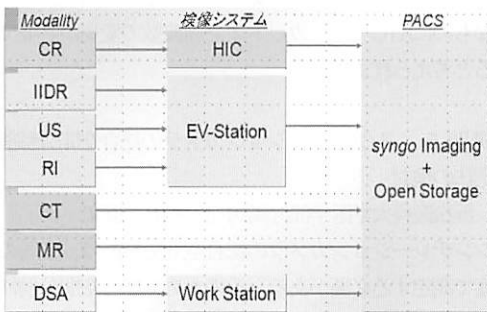 Modality 検像システム PACS
CR HIC
IIDR
US EV-Station
RI
syngo Imaging
+
Open Storage
CT
MR
DSA Work Station